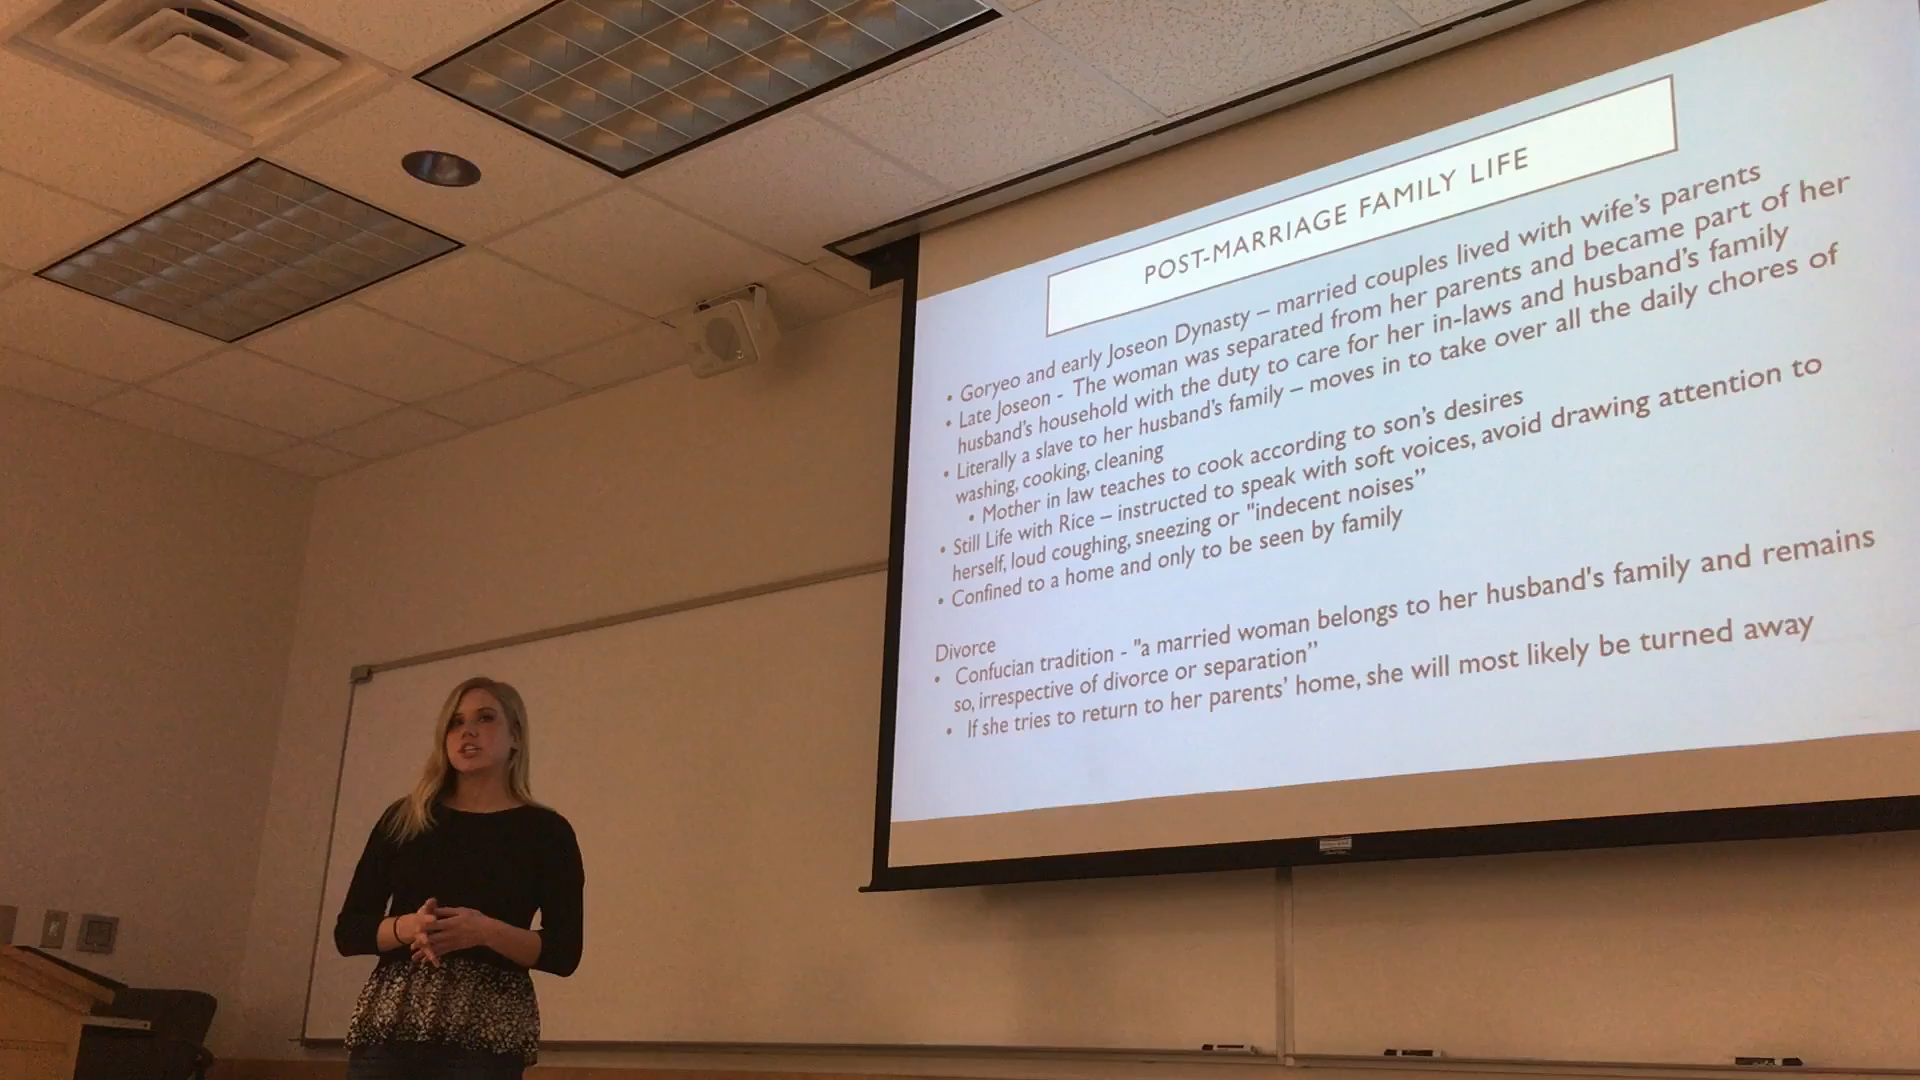 POST-MARRIAGE FAMILY LIFE
• Goryeo and early Joseon Dynasty – married couples lived with wife’s parents
• Late Joseon - The woman was separated from her parents and became part of her
husband’s household with the duty to care for her in-laws and husband’s family
• Literally a slave to her husband’s family – moves in to take over all the daily chores of
washing, cooking, cleaning
• Mother in law teaches to cook according to son’s desires
• Still Life with Rice – instructed to speak with soft voices, avoid drawing attention to
herself, loud coughing, sneezing or "indecent noises”
• Confined to a home and only to be seen by family
Divorce
• Confucian tradition - "a married woman belongs to her husband's family and remains
so, irrespective of divorce or separation”
• If she tries to return to her parents’ home, she will most likely be turned away